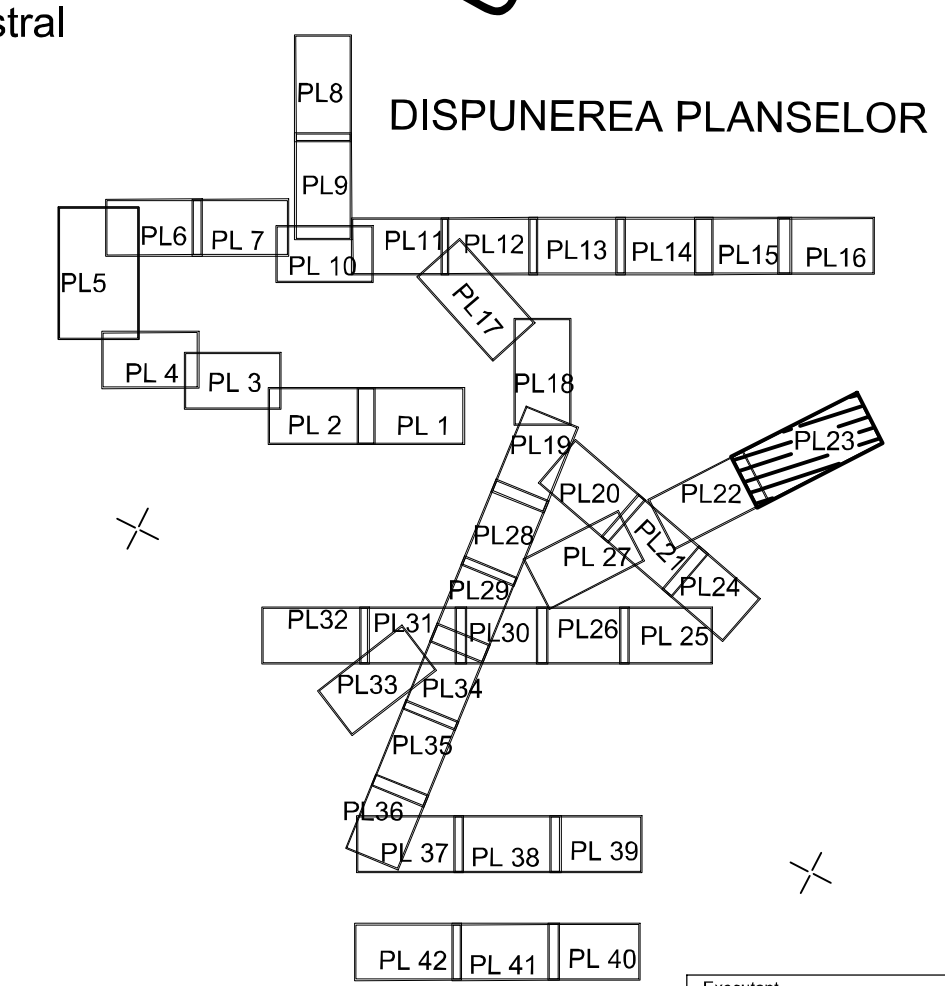 stral
PL8
DISPUNEREA PLANSELOR
PL9
PL6
PL 7
PL11
PL12
PL13
PL14
PL15
PL16
PL 10
PL5
PL17
PL 4
PL 3
PL18
PL 2
PL 1
PL19
PL23
PL20
PL22
PL28
PL21
PL 27
PL29
PL24
PL32
PL31
PL30
PL26
PL 25
PL33
PL34
PL35
PL36
PL 37
PL 38
PL 39
PL 42
PL 41
PL 40